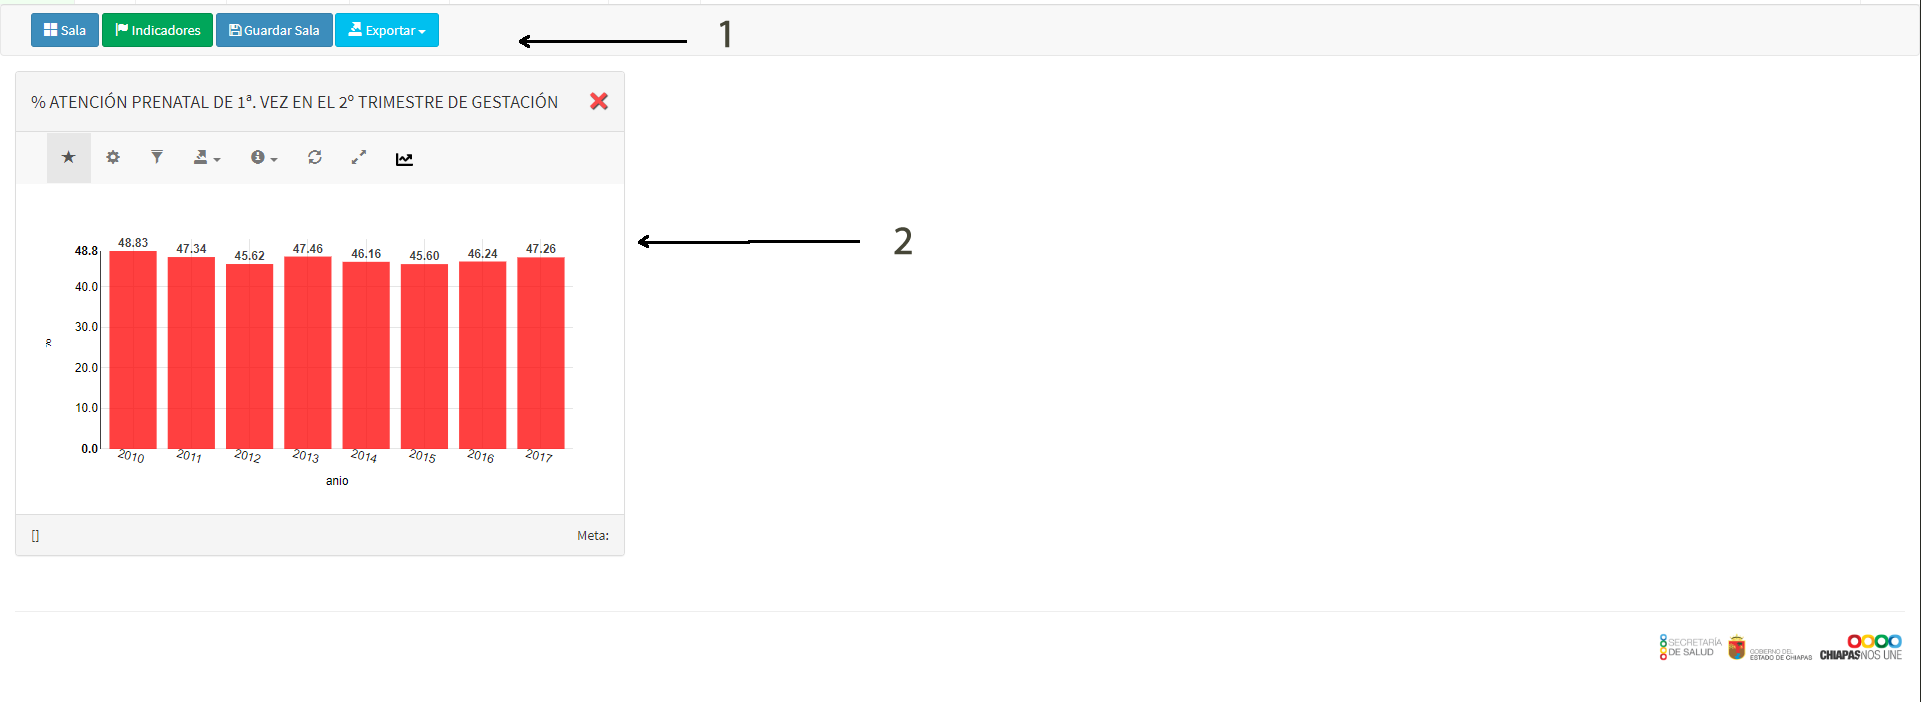 Sala Indicadores Guardar Sala Exportar
1
% ATENCIÓN PRENATAL DE 1ª. VEZ EN EL 2º TRIMESTRE DE GESTACIÓN
2
48.83 47.34 45.62 47.46 46.16 45.60 46.24 47.26
48.8
40.0
30.0
20.0
10.0
0.0
%
2010 2011 2012 2013 2014 2015 2016 2017
anio
[] Meta:
SECRETARÍA
DE SALUD
GOBIERNO DEL
ESTADO DE CHIAPAS
CHIAPASNOS UNE